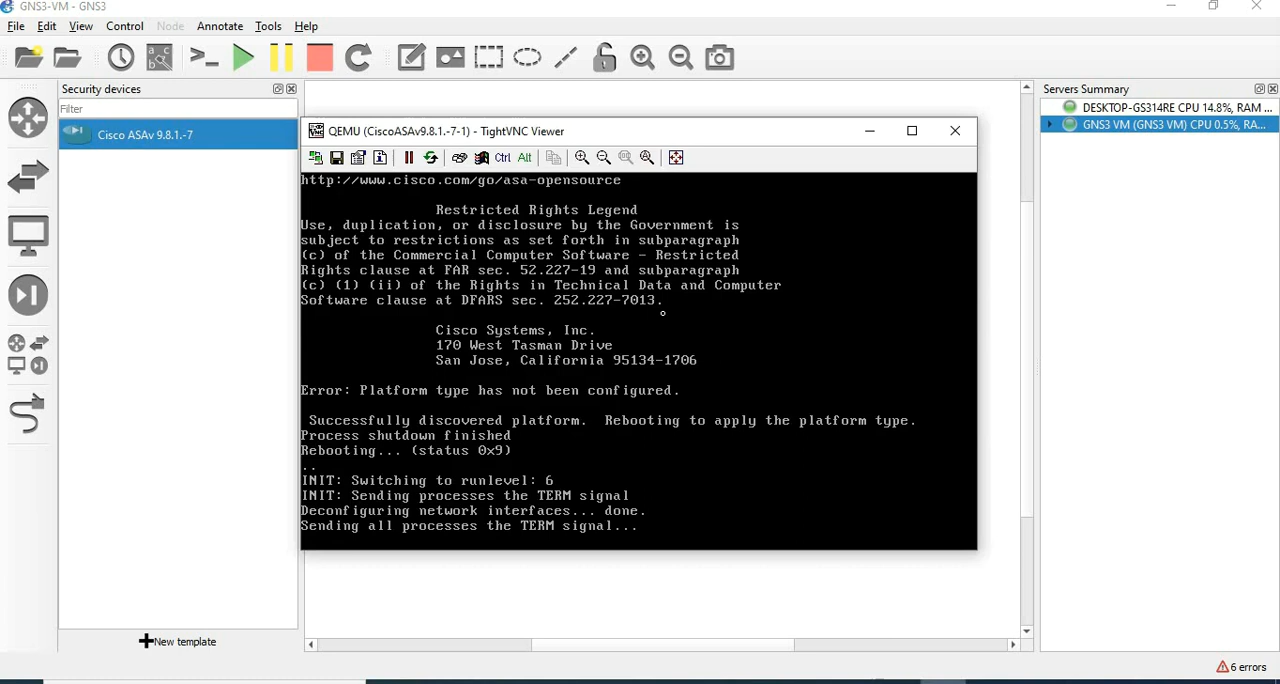 GNS3-VM - GNS3
File Edit View Control Node Annotate Tools Help
Security devices
Filter
Cisco ASAv 9.8.1.-7
New template
QEMU (CiscoASAv9.8.1.-7-1) - TightVNC Viewer
Ctrl Alt
http://www.cisco.com/go/asa-opensource
Restricted Rights Legend
Use, duplication, or disclosure by the Government is
subject to restrictions as set forth in subparagraph
(c) of the Commercial Computer Software - Restricted
Rights clause at FAR sec. 52.227-19 and subparagraph
(c) (1) (ii) of the Rights in Technical Data and Computer
Software clause at DFARS sec. 252.227-7013.
Cisco Systems, Inc.
170 West Tasman Drive
San Jose, California 95134-1706
Error: Platform type has not been configured.
Successfully discovered platform.  Rebooting to apply the platform type.
Process shutdown finished
Rebooting... (status 0x9)
..
INIT: Switching to runlevel: 6
INIT: Sending processes the TERM signal
Deconfiguring network interfaces... done.
Sending all processes the TERM signal...
Servers Summary
DESKTOP-GS314RE CPU 14.8%, RAM ...
GNS3 VM (GNS3 VM) CPU 0.5%, RA...
6 errors